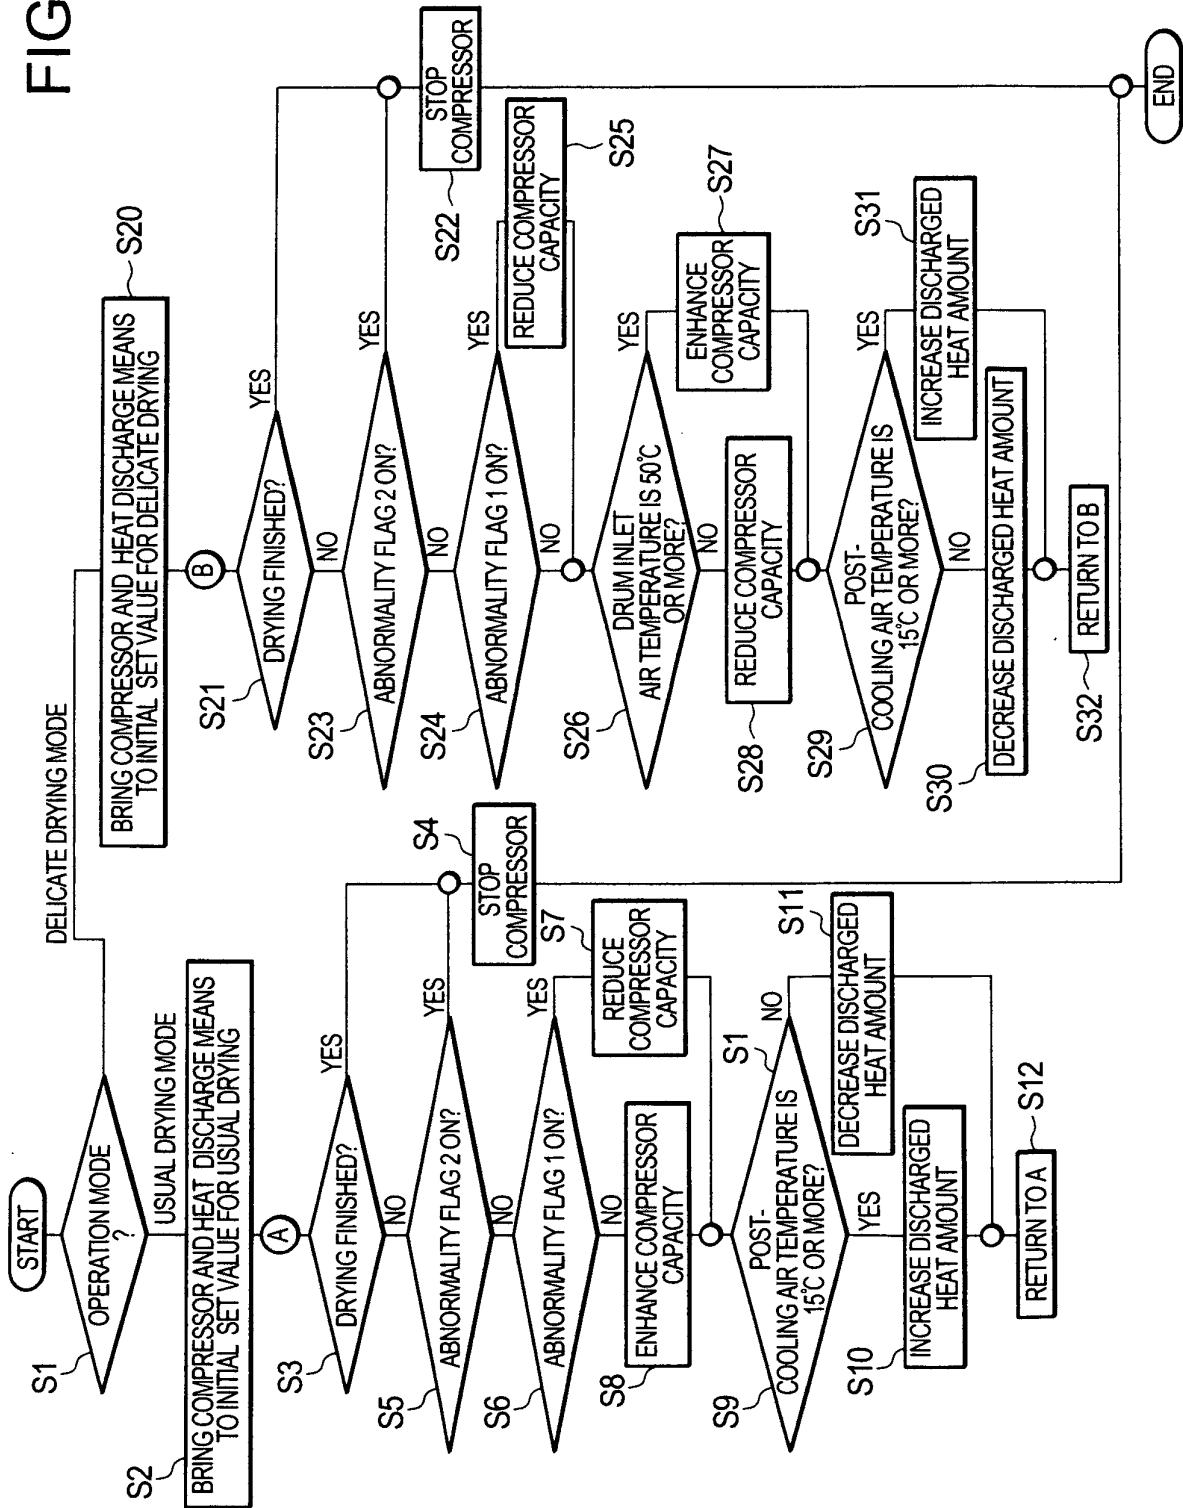 FIG
START
S1
OPERATION MODE
?
DELICATE DRYING MODE
USUAL DRYING MODE
S2
BRING COMPRESSOR AND HEAT DISCHARGE MEANS
TO INITIAL SET VALUE FOR USUAL DRYING
A
S3
DRYING FINISHED?
YES
NO
S4
STOP
COMPRESSOR
S5
ABNORMALITY FLAG 2 ON?
YES
NO
S6
ABNORMALITY FLAG 1 ON?
YES
NO
S7
REDUCE
COMPRESSOR
CAPACITY
S8
ENHANCE COMPRESSOR
CAPACITY
S9
S1
POST-
COOLING AIR TEMPERATURE IS
15°C OR MORE?
NO
YES
S11
DECREASE DISCHARGED
HEAT AMOUNT
S10
INCREASE DISCHARGED
HEAT AMOUNT
RETURN TO A
S12
S20
BRING COMPRESSOR AND HEAT DISCHARGE MEANS
TO INITIAL SET VALUE FOR DELICATE DRYING
B
S21
DRYING FINISHED?
YES
NO
S22
STOP
COMPRESSOR
S23
ABNORMALITY FLAG 2 ON?
YES
NO
S24
ABNORMALITY FLAG 1 ON?
YES
NO
REDUCE COMPRESSOR
CAPACITY
S25
S26
DRUM INLET
AIR TEMPERATURE IS 50°C
OR MORE?
YES
NO
S27
ENHANCE
COMPRESSOR
CAPACITY
S28
REDUCE COMPRESSOR
CAPACITY
S29
POST-
COOLING AIR TEMPERATURE IS
15°C OR MORE?
YES
NO
S31
INCREASE DISCHARGED
HEAT AMOUNT
S30
DECREASE DISCHARGED HEAT AMOUNT
S32
RETURN TO B
END